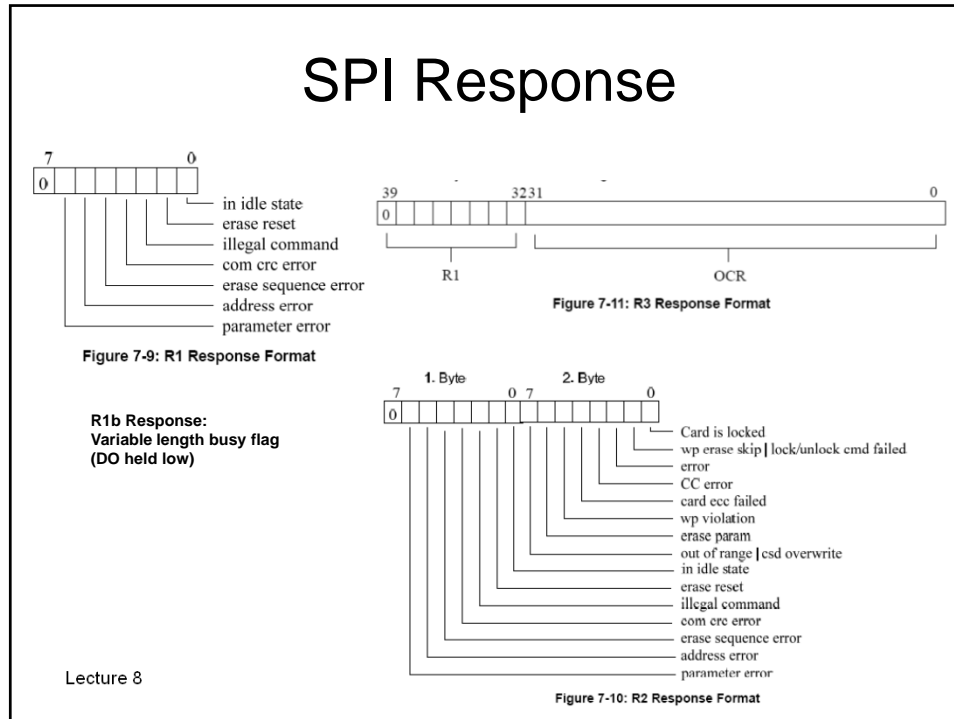 SPI Response
7 0
0
in idle state
erase reset
illegal command
com crc error
erase sequence error
address error
parameter error
Figure 7-9: R1 Response Format
39 3231 0
0
R1 OCR
Figure 7-11: R3 Response Format
R1b Response:
Variable length busy flag
(DO held low)
1. Byte 2. Byte
7 0 7 0
0
Card is locked
wp erase skip | lock/unlock cmd failed
error
CC error
card ecc failed
wp violation
erase param
out of range | csd overwrite
in idle state
erase reset
illegal command
com crc error
erase sequence error
address error
parameter error
Figure 7-10: R2 Response Format
Lecture 8